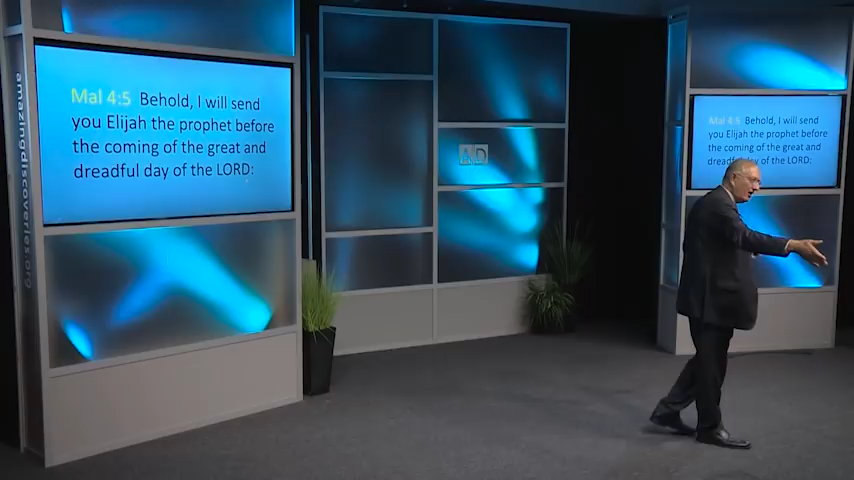 amazingdiscoveries.org
Mal 4:5 Behold, I will send
you Elijah the prophet before
the coming of the great and
dreadful day of the LORD:
AD
Mal 4:5 Behold, I will send
you Elijah the prophet before
the coming of the great and
dreadful day of the LORD: